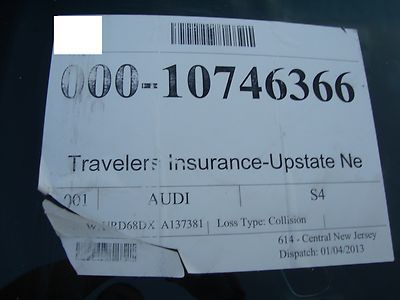 000-10746366
Travelers Insurance-Upstate Ne
001 AUDI S4
A137381 Loss Type: Collision
614 - Central New Jersey
Dispatch: 01/04/2013